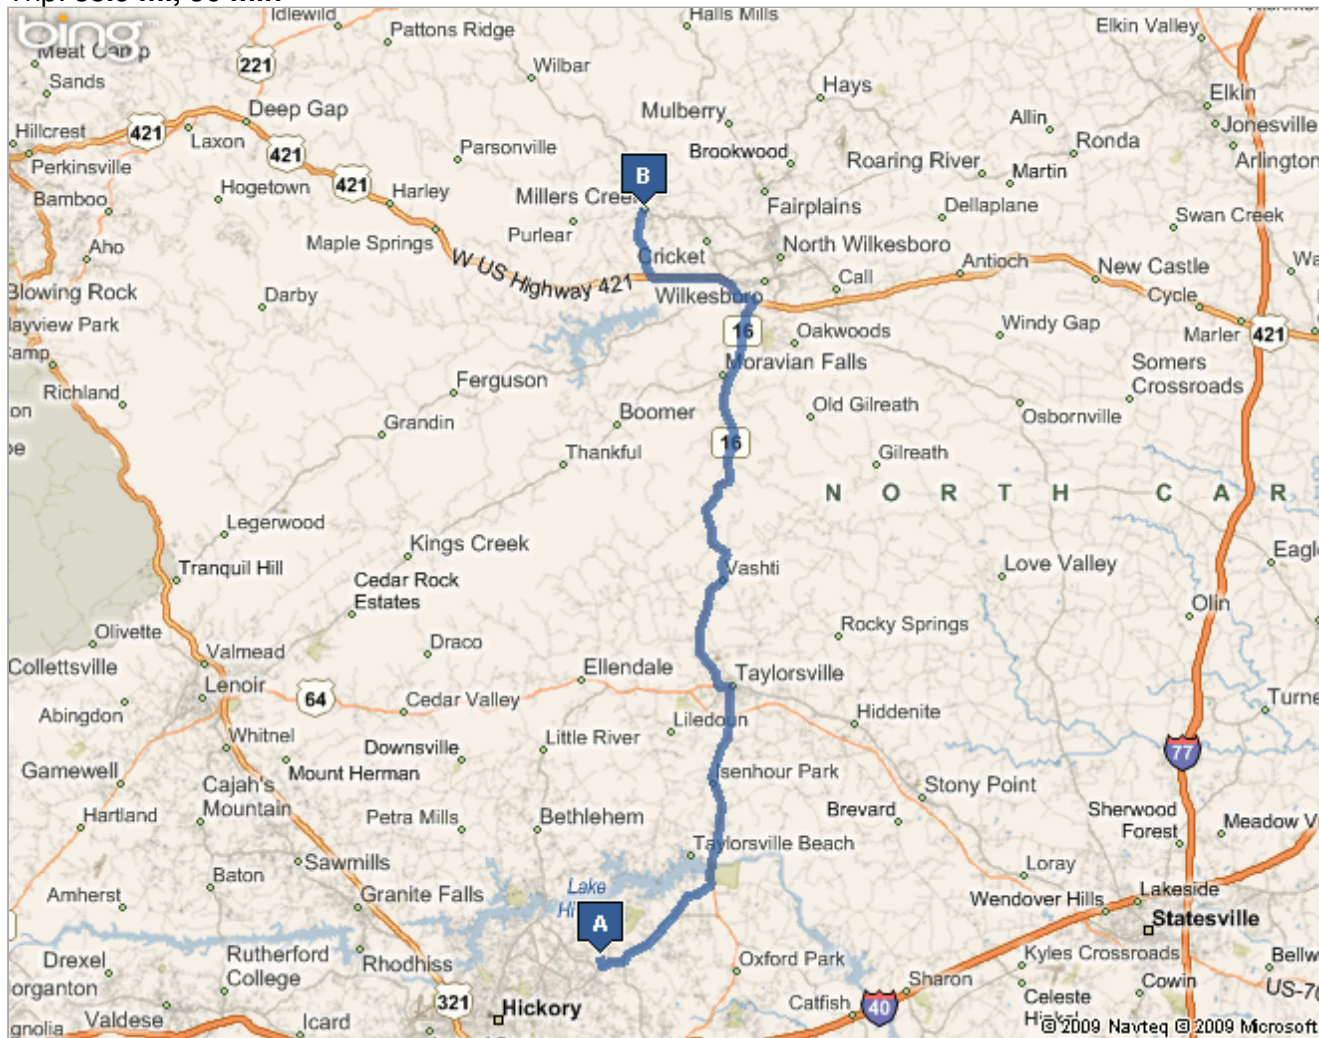 bing
Idlewild
Halls Mills
Elkin Valley
Pattons Ridge
Meat Camp
221
Wilbar
Sands
Hays
Elkin
Mulberry
Deep Gap
Allin
Jonesville
Hillcrest
421
Laxon
421
Parsonville
Brookwood
Roaring River
Ronda
Arlington
Perkinsville
B
Martin
421
Hogetown
Harley
Millers Creek
Fairplains
Dellaplane
Swan Creek
Bamboo
Purlear
Aho
Maple Springs
Cricket
North Wilkesboro
Antioch
New Castle
W US Highway 421
Call
Blowing Rock
Darby
Wilkesboro
Cycle
16
Oakwoods
Windy Gap
Marler
421
Moravian Falls
Somers
Crossroads
Richland
Ferguson
Boomer
Old Gilreath
Osbornville
Grandin
Thankful
Gilreath
16
NORTH CAR
Legerwood
Kings Creek
Tranquil Hill
Vashti
Love Valley
Cedar Rock
Estates
Olin
Olivette
Draco
Rocky Springs
Valmead
Collettsville
Ellendale
Taylorsville
Lenoir
64
Cedar Valley
Abingdon
Liledoun
Hiddenite
Whitnel
Downsville
Little River
77
Gamewell
Mount Herman
Isenhour Park
Cajah's
Mountain
Stony Point
Hartland
Petra Mills
Bethlehem
Brevard
Sherwood
Forest
Taylorsville Beach
Sawmills
Loray
Baton
Amherst
Granite Falls
Lake
Wendover Hills
Lakeside
A
Statesville
Drexel
Rutherford
College
Rhodhiss
Oxford Park
Kyles Crossroads
Sharon
Cowin
321
Hickory
Catfish
40
Celeste
Valdese
Icard
© 2009 Navteq © 2009 Microsoft